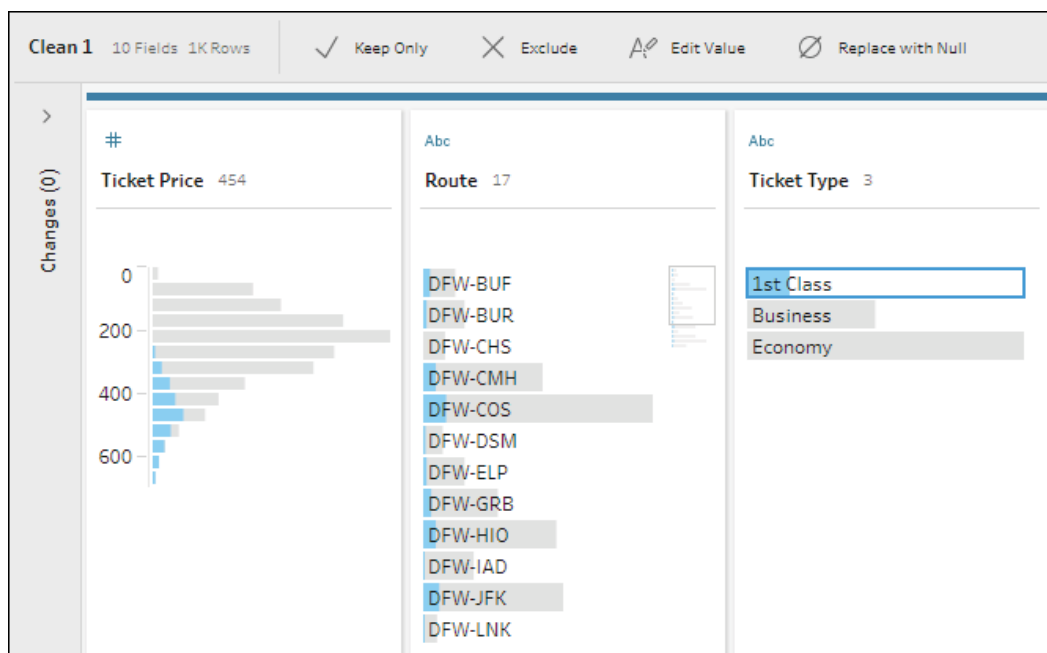 Clean 1 10 Fields 1K Rows Keep Only Exclude Edit Value Replace with Null
Changes (0)
#
Ticket Price 454
0
200
400
600
Abc
Route 17
DFW-BUF
DFW-BUR
DFW-CHS
DFW-CMH
DFW-COS
DFW-DSM
DFW-ELP
DFW-GRB
DFW-HIO
DFW-IAD
DFW-JFK
DFW-LNK
Abc
Ticket Type 3
1st Class
Business
Economy